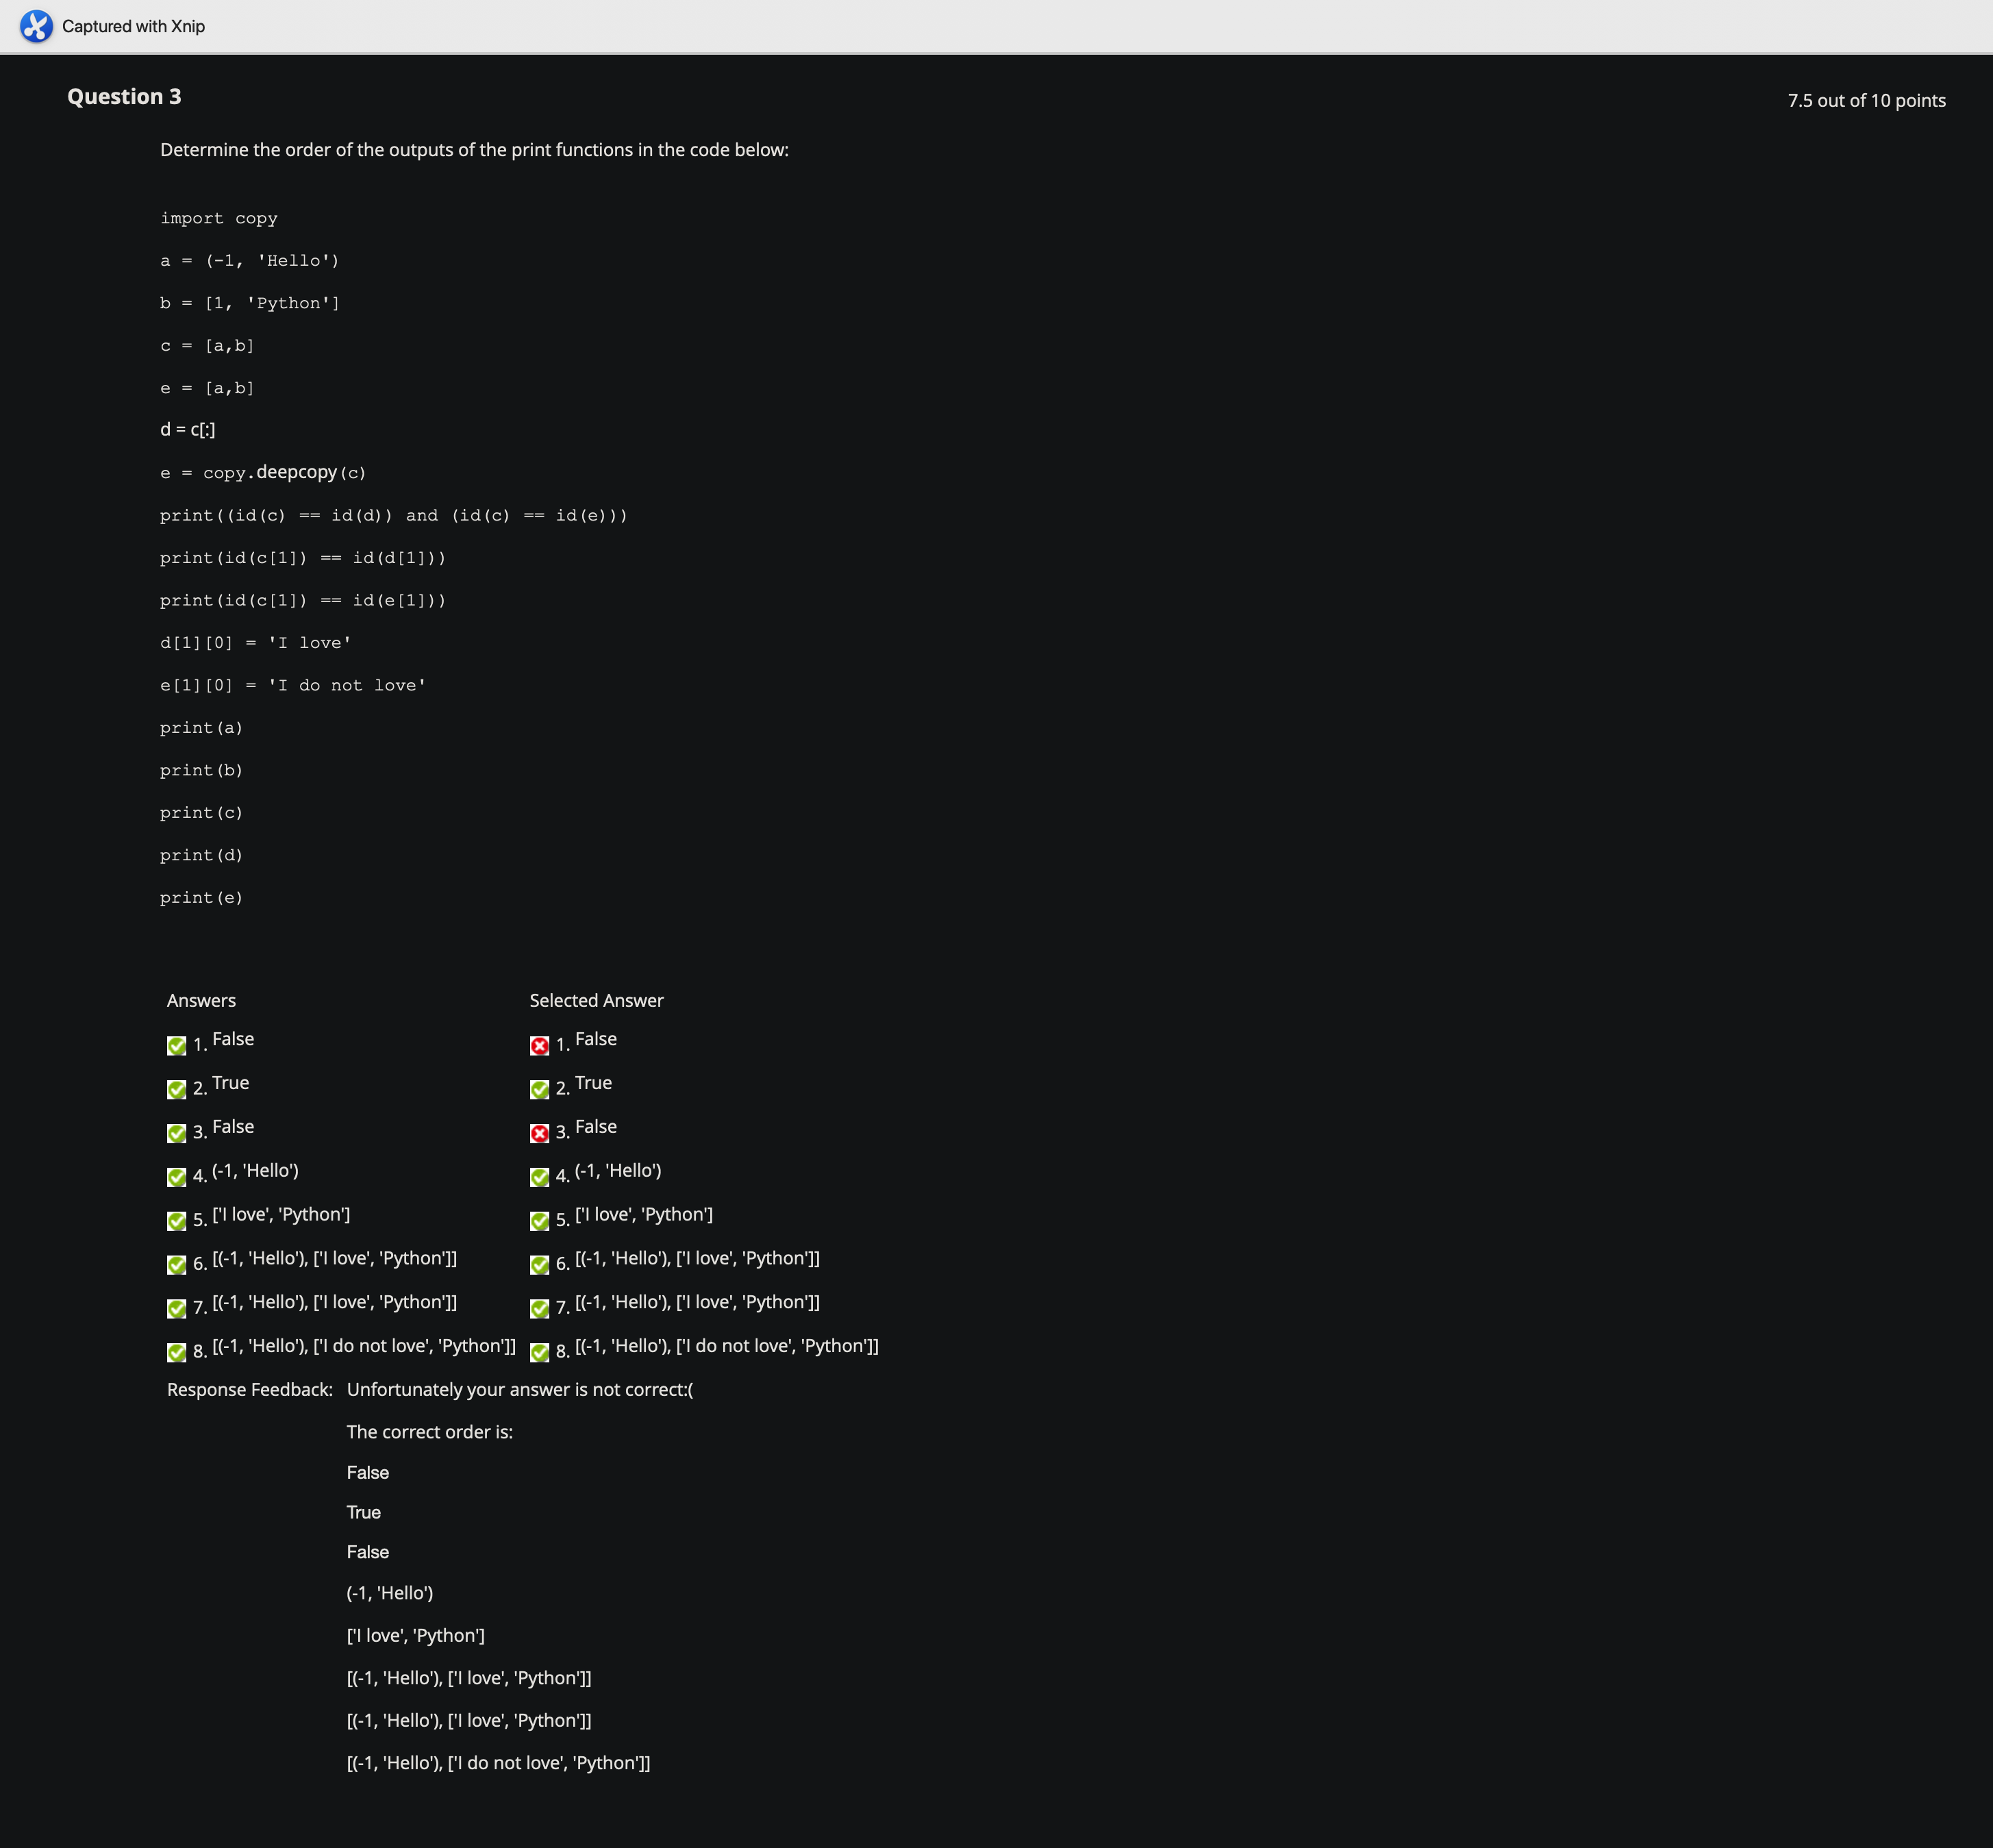 Captured with Xnip
Question 3
7.5 out of 10 points
Determine the order of the outputs of the print functions in the code below:
import copy
a = (-1, 'Hello')
b = [1, 'Python']
c = [a,b]
e = [a,b]
d = c[:]
e = copy.deepcopy(c)
print((id(c) == id(d)) and (id(c) == id(e)))
print(id(c[1]) == id(d[1]))
print(id(c[1]) == id(e[1]))
d[1][0] = 'I love'
e[1][0] = 'I do not love'
print(a)
print(b)
print(c)
print(d)
print(e)
Answers Selected Answer
1. False 1. False
2. True 2. True
3. False 3. False
4. (-1, 'Hello') 4. (-1, 'Hello')
5. ['I love', 'Python'] 5. ['I love', 'Python']
6. [(-1, 'Hello'), ['I love', 'Python']] 6. [(-1, 'Hello'), ['I love', 'Python']]
7. [(-1, 'Hello'), ['I love', 'Python']] 7. [(-1, 'Hello'), ['I love', 'Python']]
8. [(-1, 'Hello'), ['I do not love', 'Python']] 8. [(-1, 'Hello'), ['I do not love', 'Python']]
Response Feedback: Unfortunately your answer is not correct:(
The correct order is:
False
True
False
(-1, 'Hello')
['I love', 'Python']
[(-1, 'Hello'), ['I love', 'Python']]
[(-1, 'Hello'), ['I love', 'Python']]
[(-1, 'Hello'), ['I do not love', 'Python']]